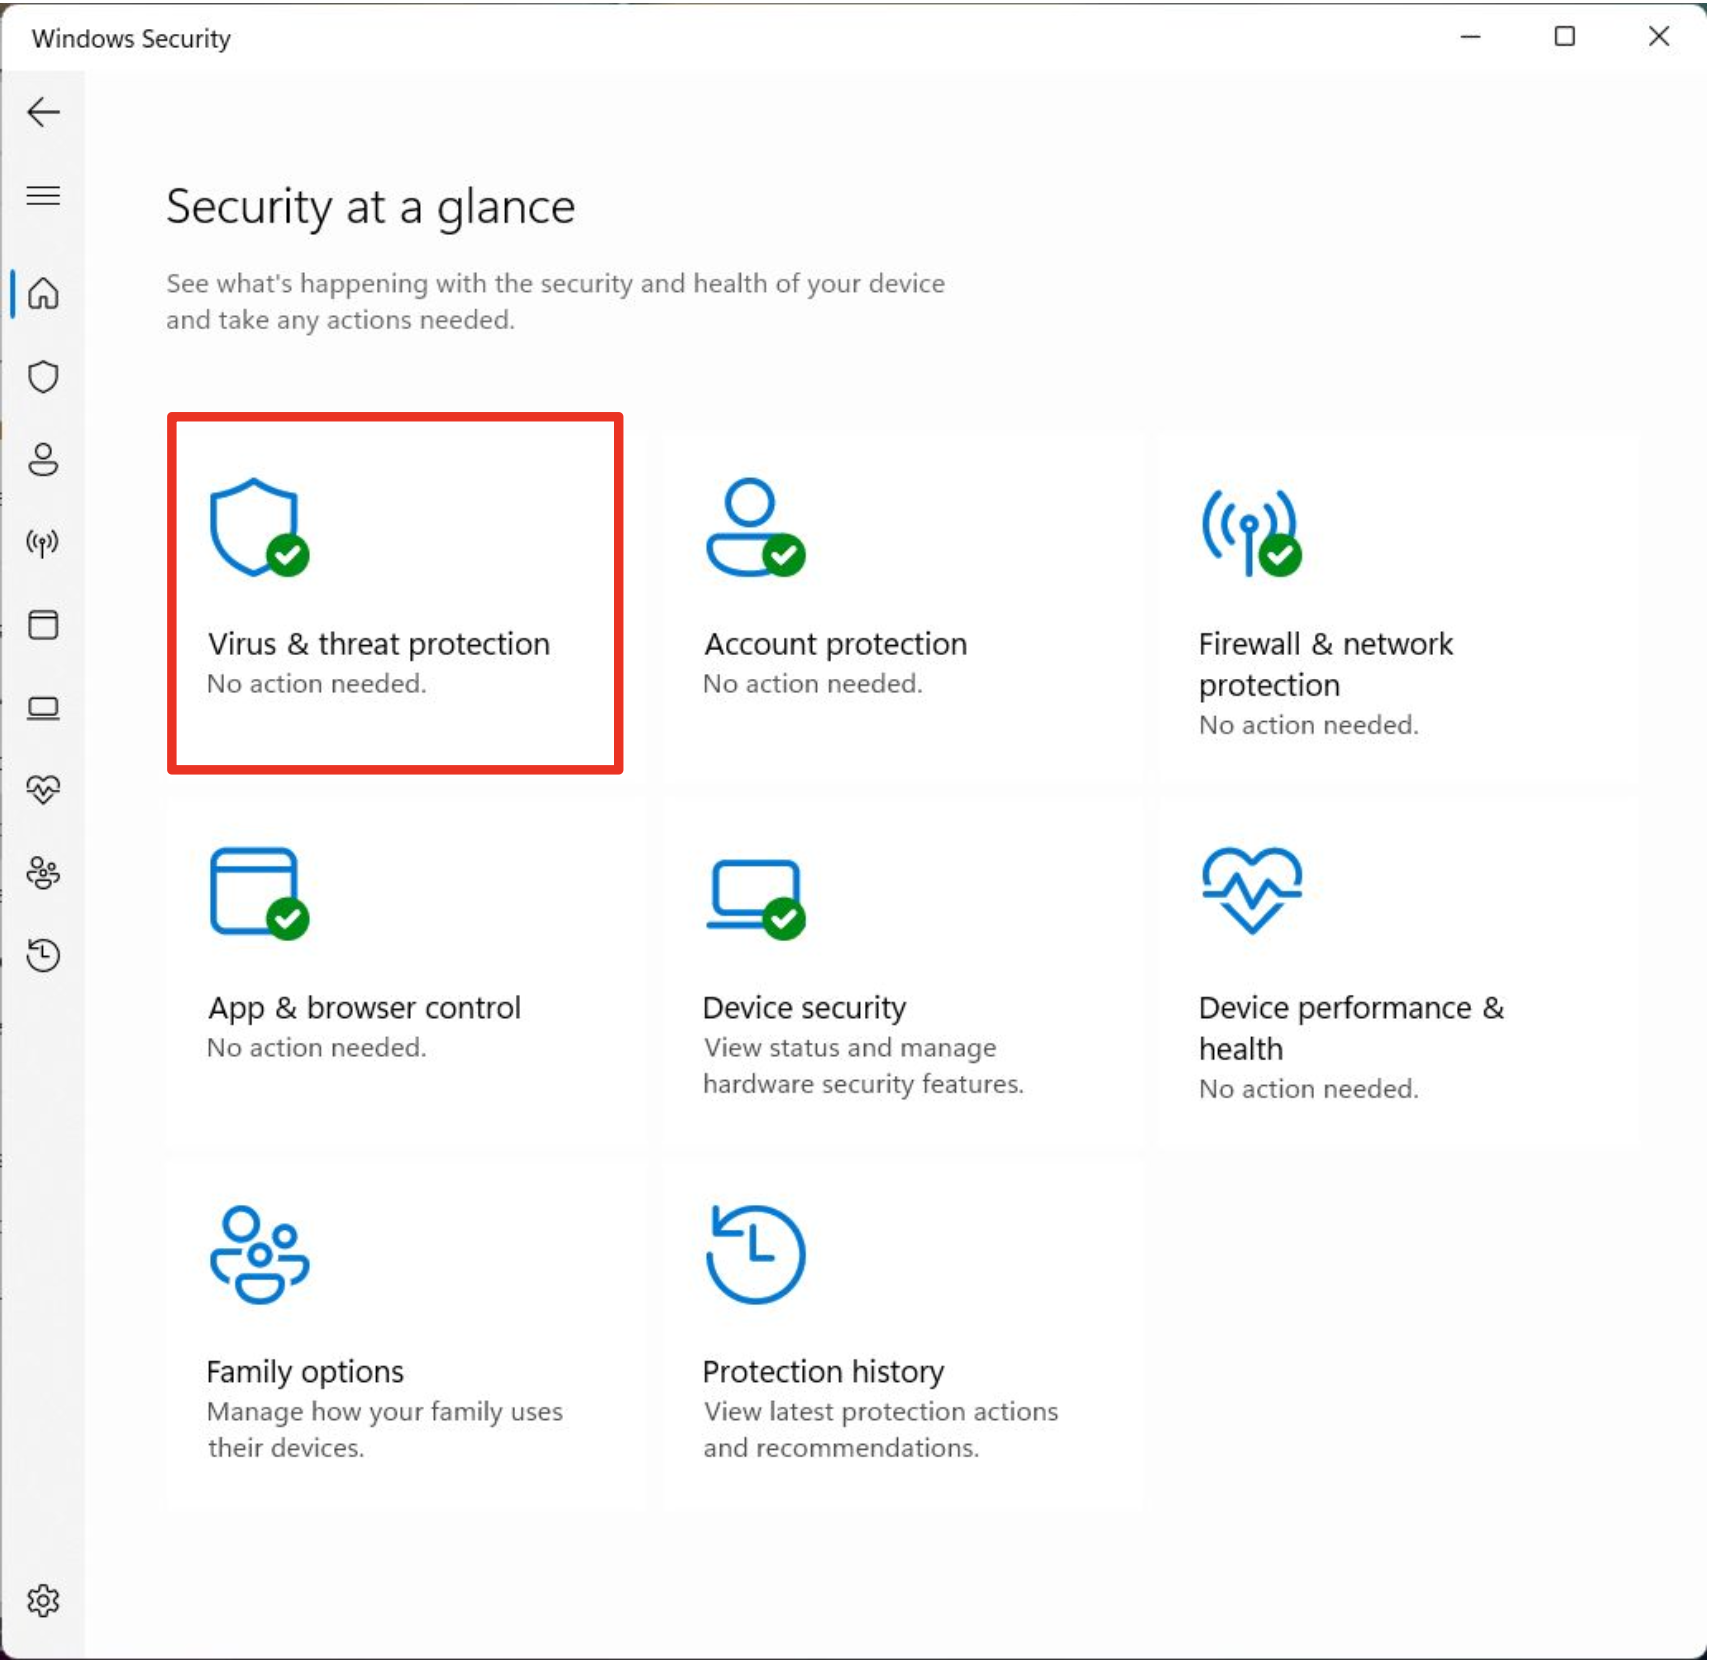 Windows Security
Security at a glance
See what's happening with the security and health of your device
and take any actions needed.
Virus & threat protection
No action needed.
Account protection
No action needed.
Firewall & network
protection
No action needed.
App & browser control
No action needed.
Device security
View status and manage
hardware security features.
Device performance &
health
No action needed.
Family options
Manage how your family uses
their devices.
Protection history
View latest protection actions
and recommendations.